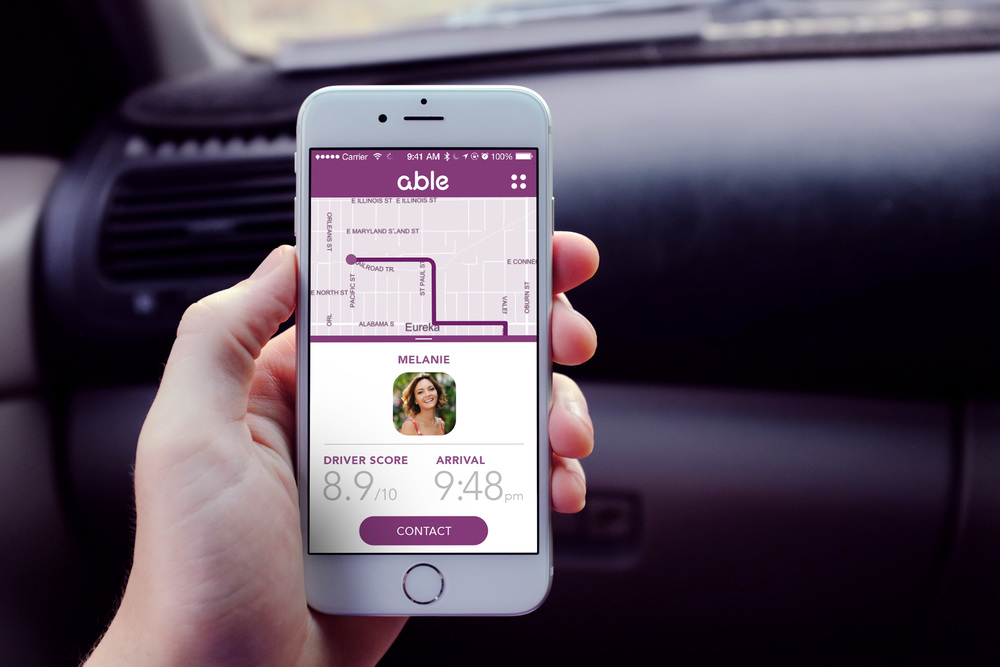 Carrier 9:41 AM 100%
able
E ILLINOIS ST E ILLINOIS ST
ORLEANS ST
E MARYLAND ST
AND ST
E CONNE
RAILROAD TR.
ST PAUL ST
PACIFIC ST
E NORTH ST
OBURN ST
VALE
ORL
ALABAMA S
Eureka
MELANIE
DRIVER SCORE ARRIVAL
8.9/10 9:48pm
CONTACT